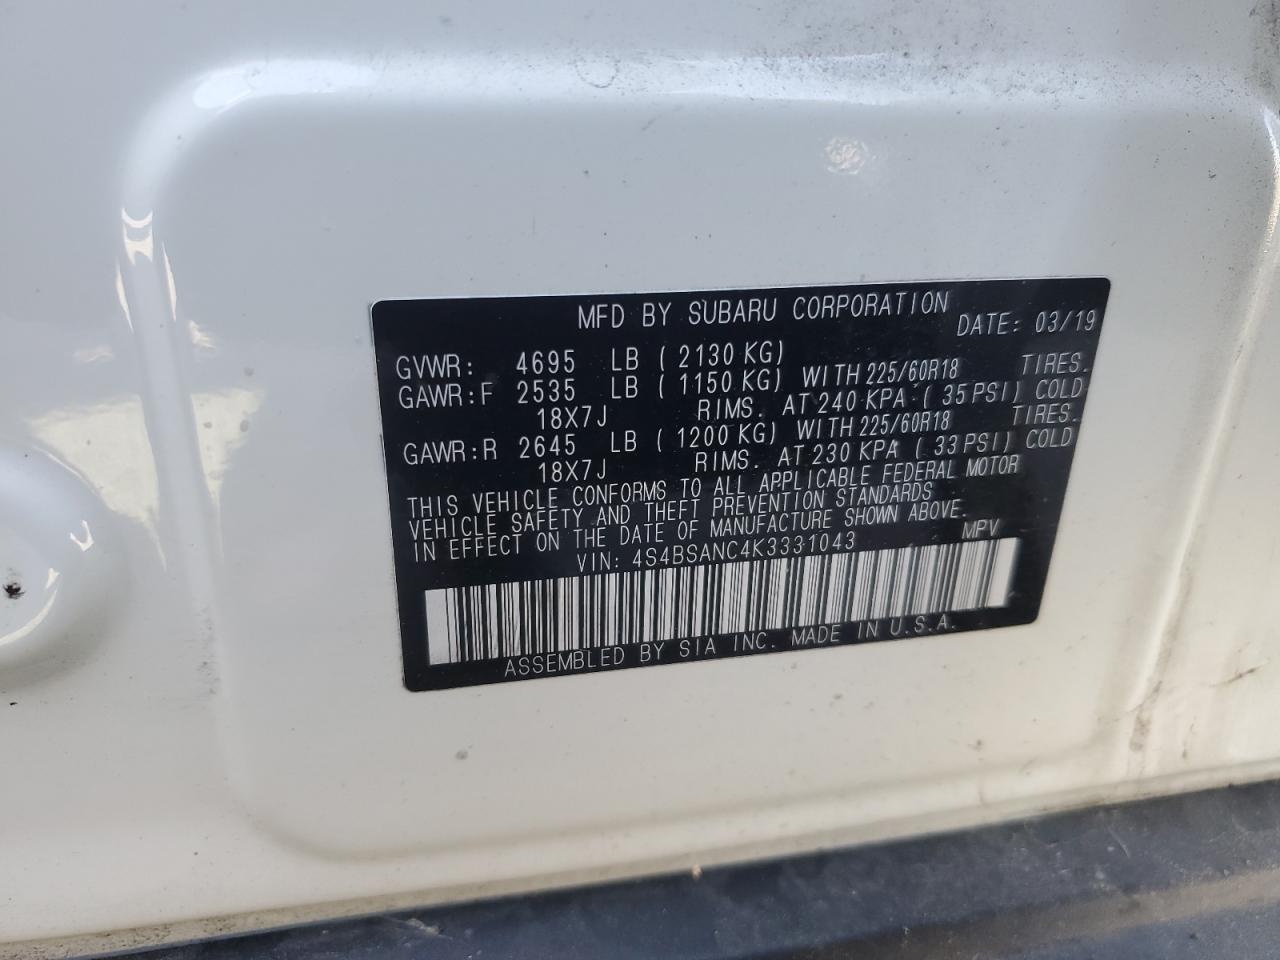 MFD BY SUBARU CORPORATION DATE: 03/19
GVWR: 4695 LB ( 2130 KG)
GAWR:F 2535 LB ( 1150 KG) WITH 225/60R18 TIRES.
18X7J RIMS. AT 240 KPA ( 35 PSI) COLD
GAWR:R 2645 LB ( 1200 KG) WITH 225/60R18 TIRES.
18X7J RIMS. AT 230 KPA ( 33 PSI) COLD
THIS VEHICLE CONFORMS TO ALL APPLICABLE FEDERAL MOTOR
VEHICLE SAFETY AND THEFT PREVENTION STANDARDS
IN EFFECT ON THE DATE OF MANUFACTURE SHOWN ABOVE.
VIN: 4S4BSANC4K3331043 MPV
ASSEMBLED BY SIA INC. MADE IN U.S.A.